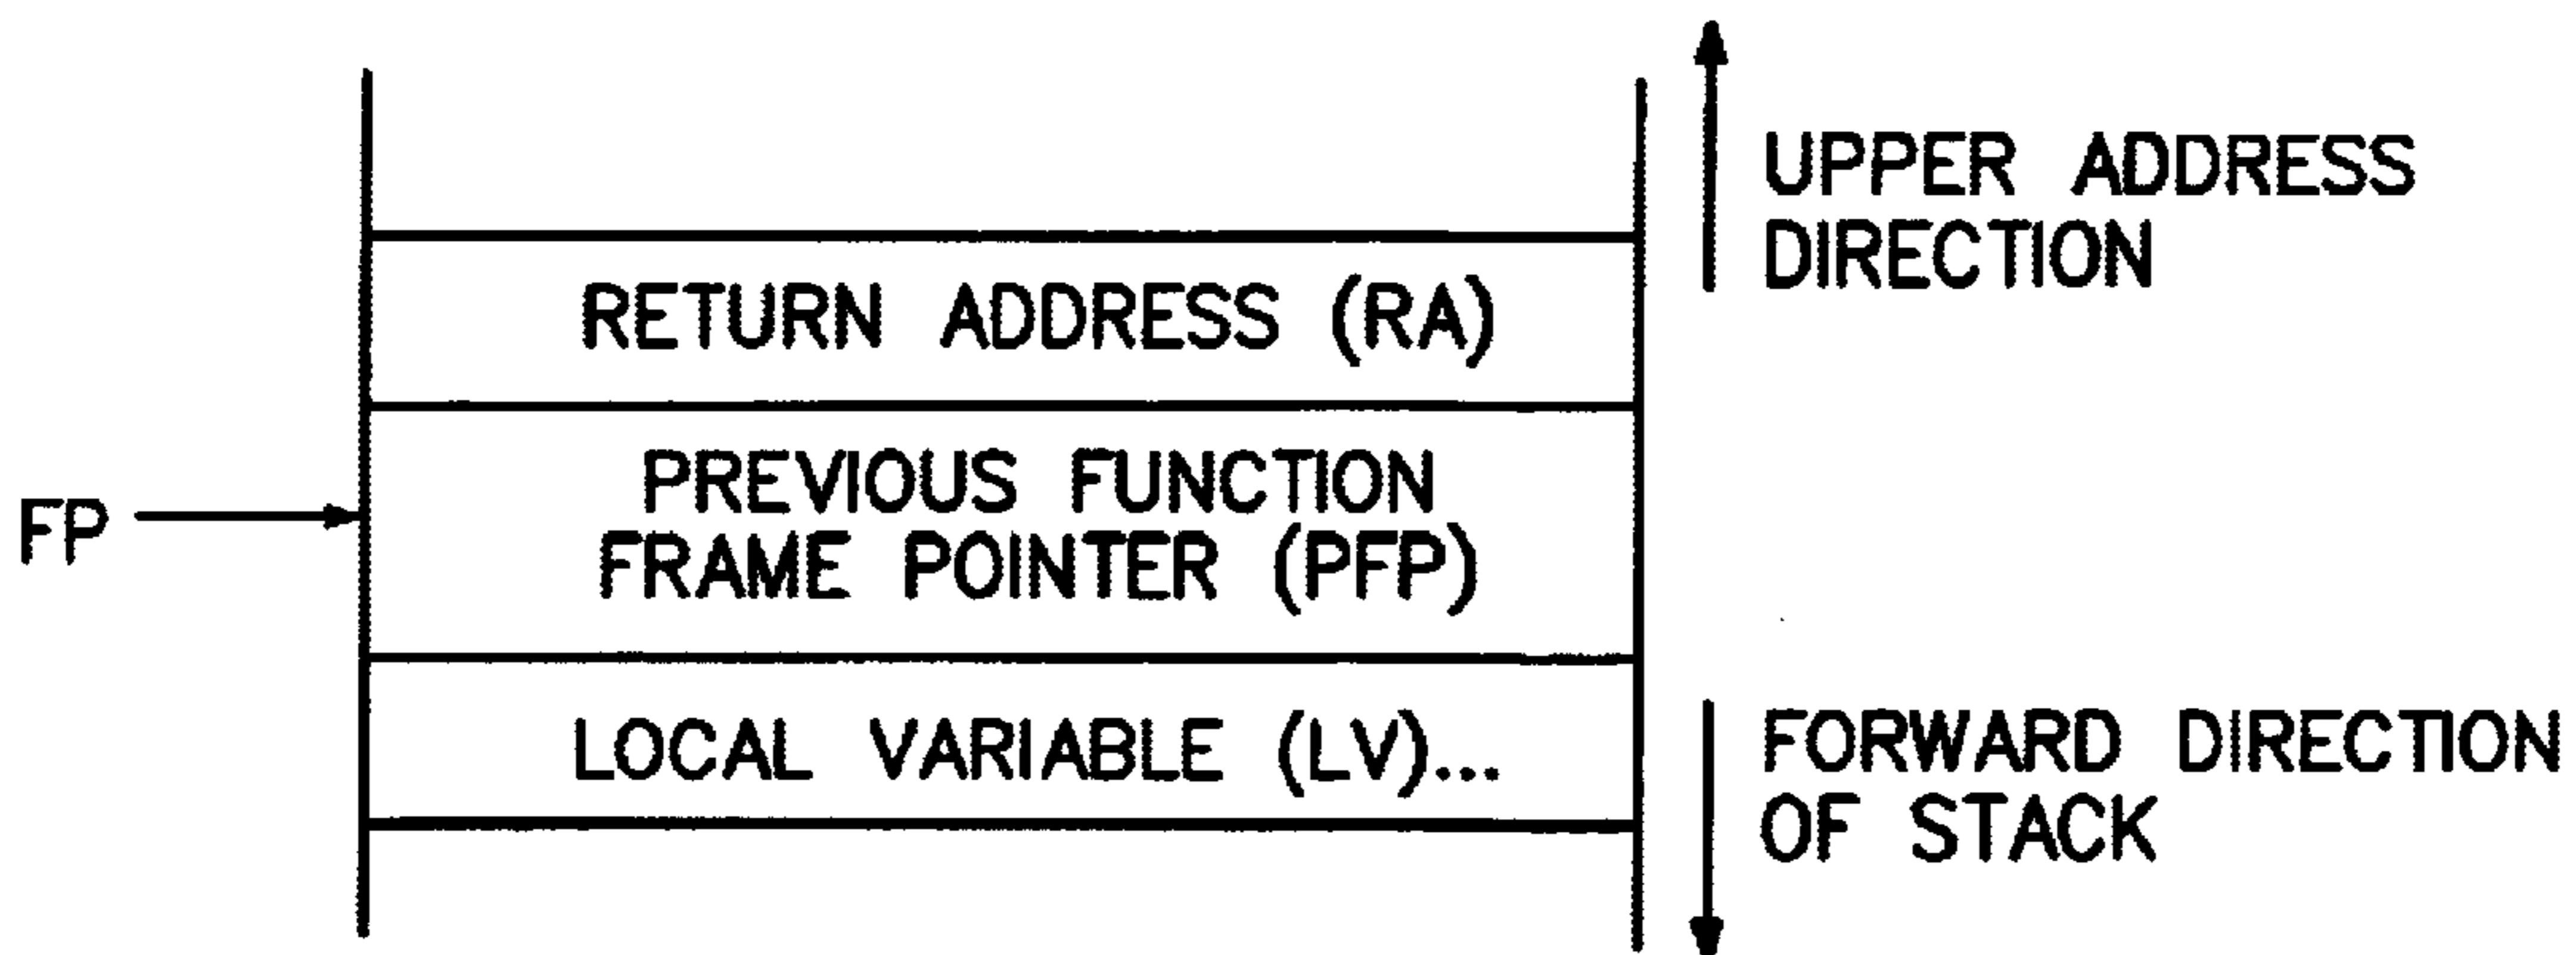 UPPER ADDRESS
DIRECTION
RETURN ADDRESS (RA)
PREVIOUS FUNCTION
FRAME POINTER (PFP)
FP
LOCAL VARIABLE (LV)...
FORWARD DIRECTION
OF STACK